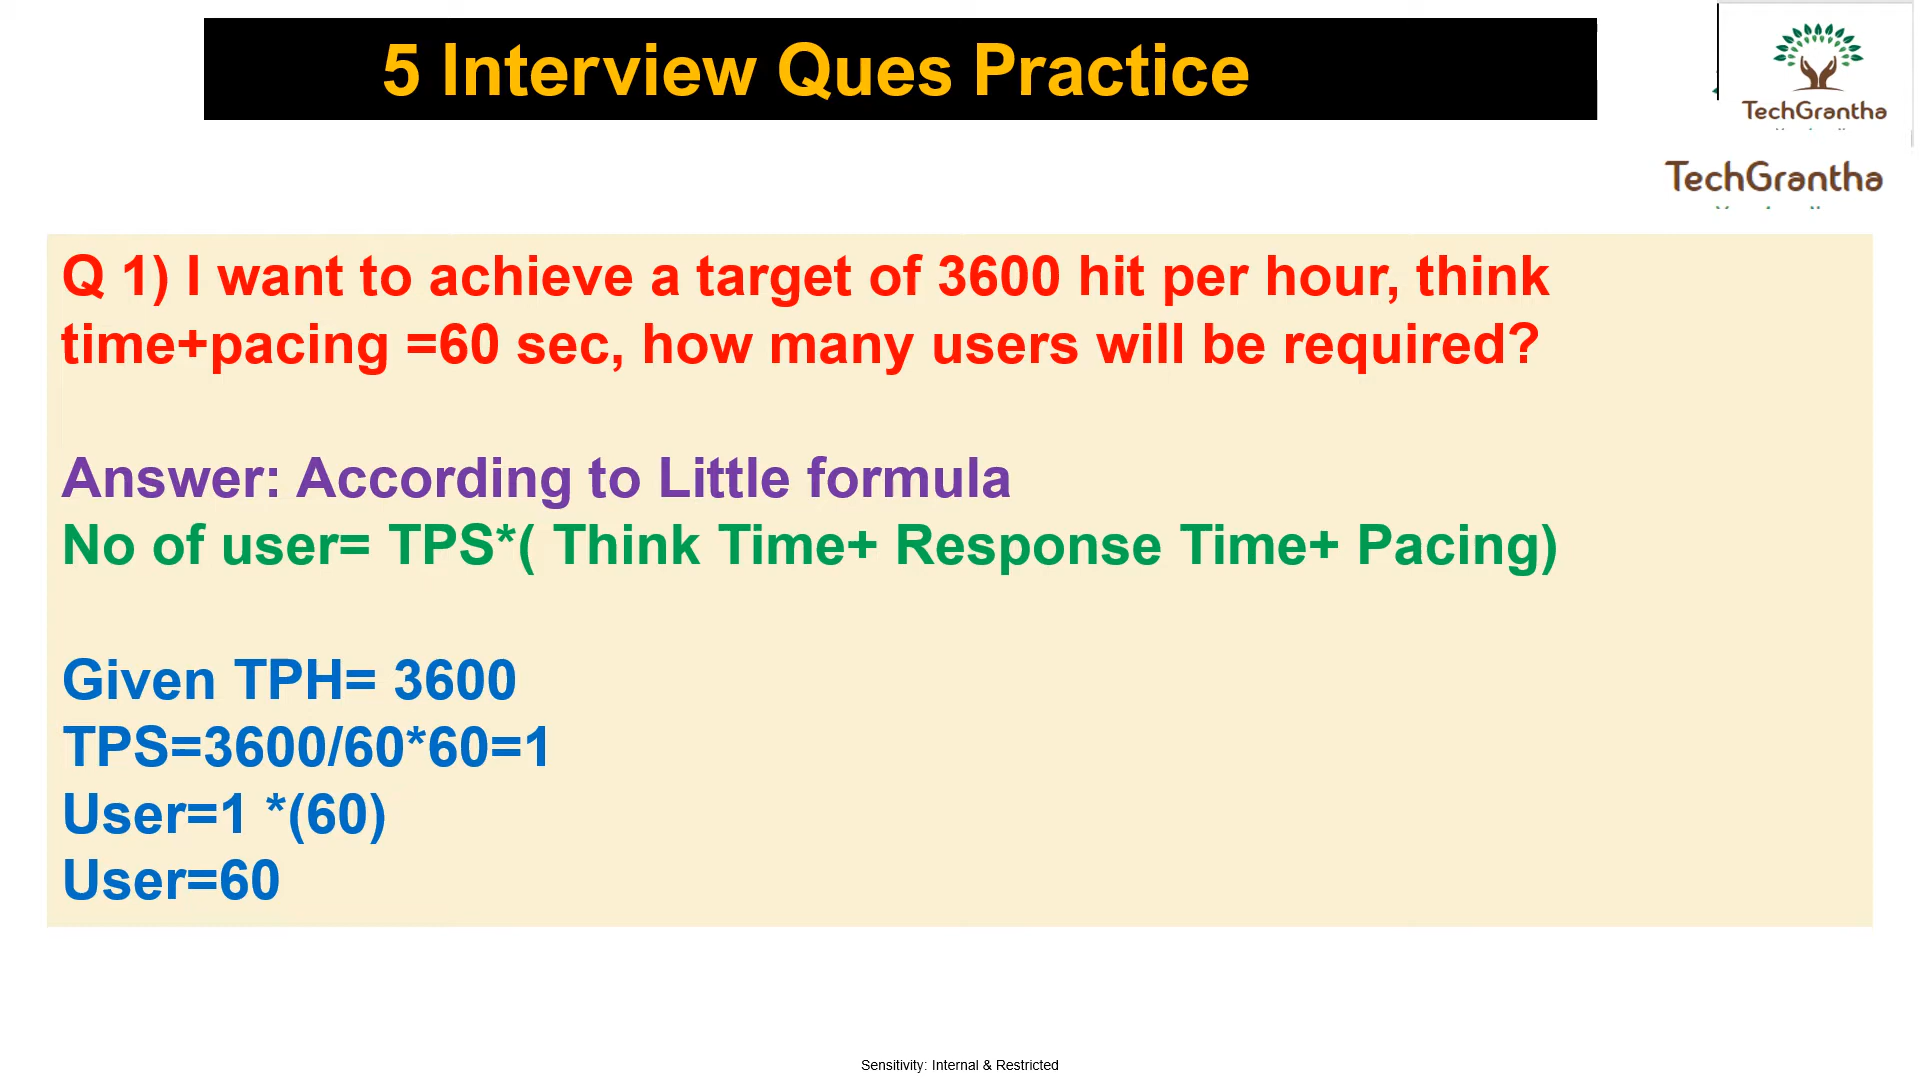 5 Interview Ques Practice
TechGrantha
TechGrantha
Q 1) I want to achieve a target of 3600 hit per hour, think
time+pacing =60 sec, how many users will be required?
Answer: According to Little formula
No of user= TPS*( Think Time+ Response Time+ Pacing)
Given TPH= 3600
TPS=3600/60*60=1
User=1 *(60)
User=60
Sensitivity: Internal & Restricted